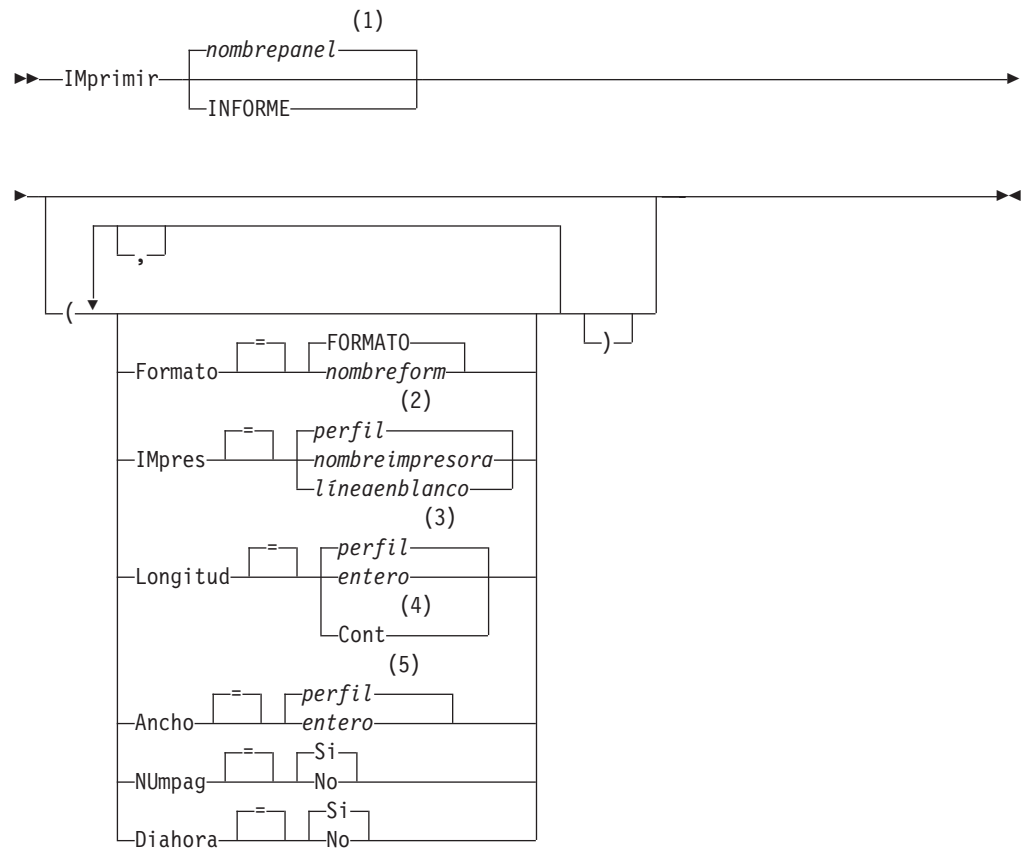 (1)
nombrepanel
IMprimir
INFORME
,
(
)
= FORMATO
Formato nombreform
(2)
= perfil
IMpres nombreimpresora
líneaenblanco
(3)
= perfil
Longitud entero
(4)
Cont
(5)
= perfil
Ancho entero
= Si
NUmpag No
= Si
Diahora No